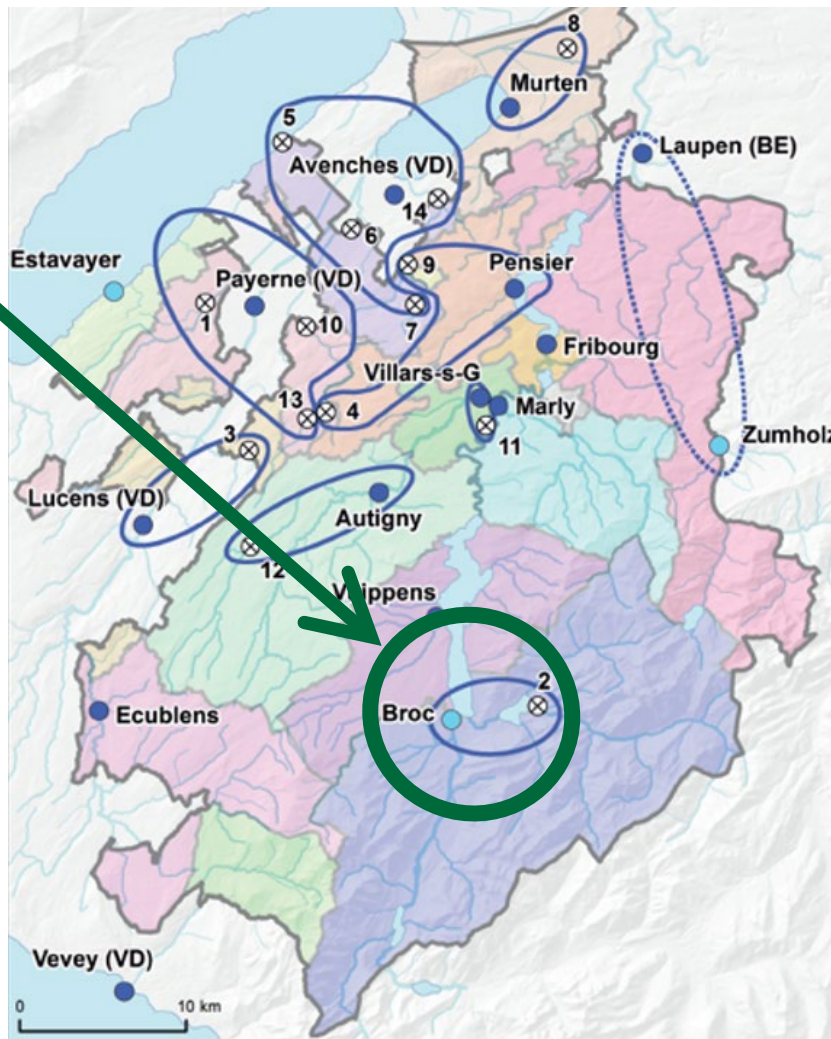 8
Murten
5
Laupen (BE)
Avenches (VD)
14
6
Estavayer
9
Pensier
Payerne (VD)
1
10
7
Fribourg
Villars-s-G
13
4
Marly
3
11
Zumholz
Lucens (VD)
Autigny
12
2
Ecublens
Broc
Vevey (VD)
0
10 km